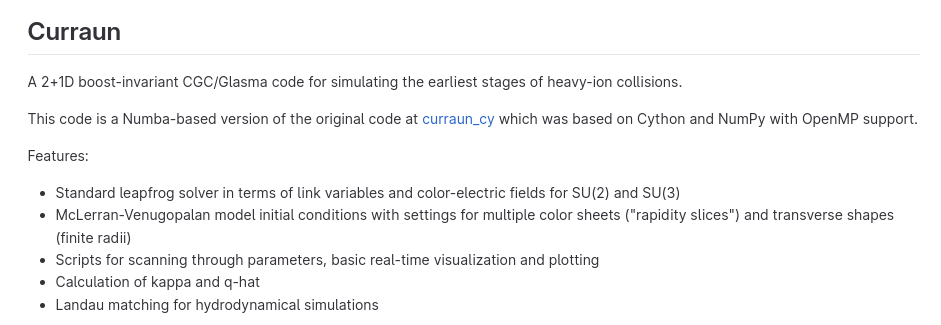 Curraun
A 2+1D boost-invariant CGC/Glasma code for simulating the earliest stages of heavy-ion collisions.
This code is a Numba-based version of the original code at curraun_cy which was based on Cython and NumPy with OpenMP support.
Features:
• Standard leapfrog solver in terms of link variables and color-electric fields for SU(2) and SU(3)
• McLerran-Venugopalan model initial conditions with settings for multiple color sheets ("rapidity slices") and transverse shapes
(finite radii)
• Scripts for scanning through parameters, basic real-time visualization and plotting
• Calculation of kappa and q-hat
• Landau matching for hydrodynamical simulations